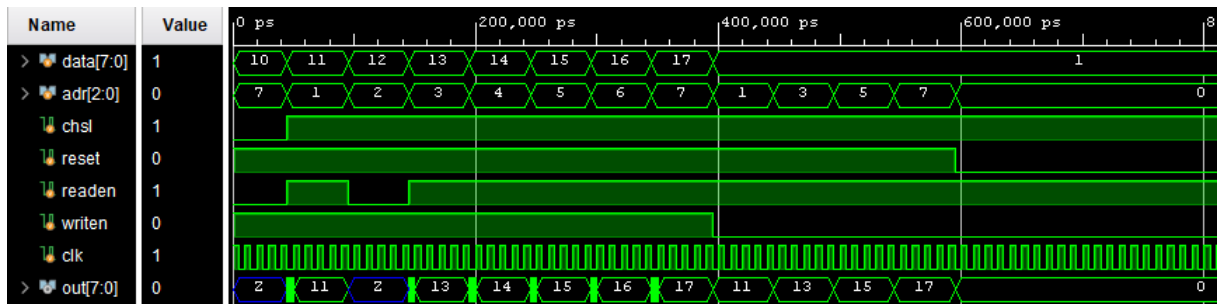 Name Value 0 ps 200,000 ps 400,000 ps 600,000 ps 8
data[7:0] 1 10 11 12 13 14 15 16 17 1
adr[2:0] 0 7 1 2 3 4 5 6 7 1 3 5 7 0
chsl 1
reset 0
readen 1
writen 0
clk 1
out[7:0] 0 Z 11 Z 13 14 15 16 17 11 13 15 17 0